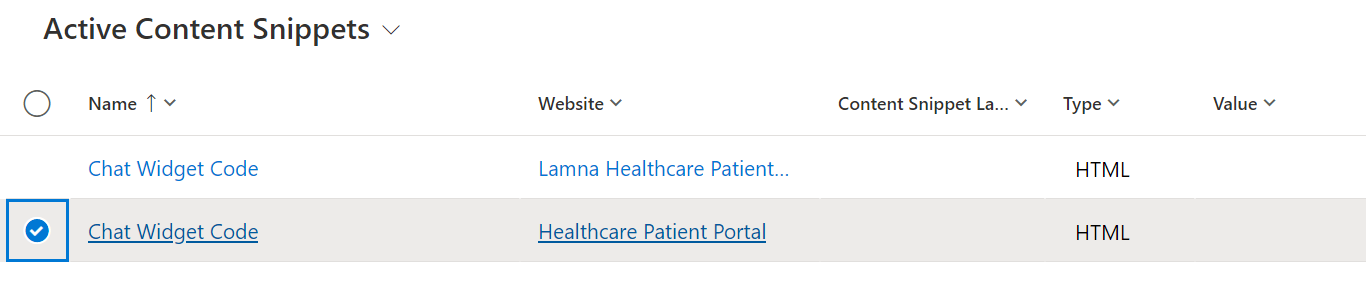 Active Content Snippets
Name ↑ Website Content Snippet La... Type Value
Chat Widget Code Lamna Healthcare Patient... HTML
Chat Widget Code Healthcare Patient Portal HTML